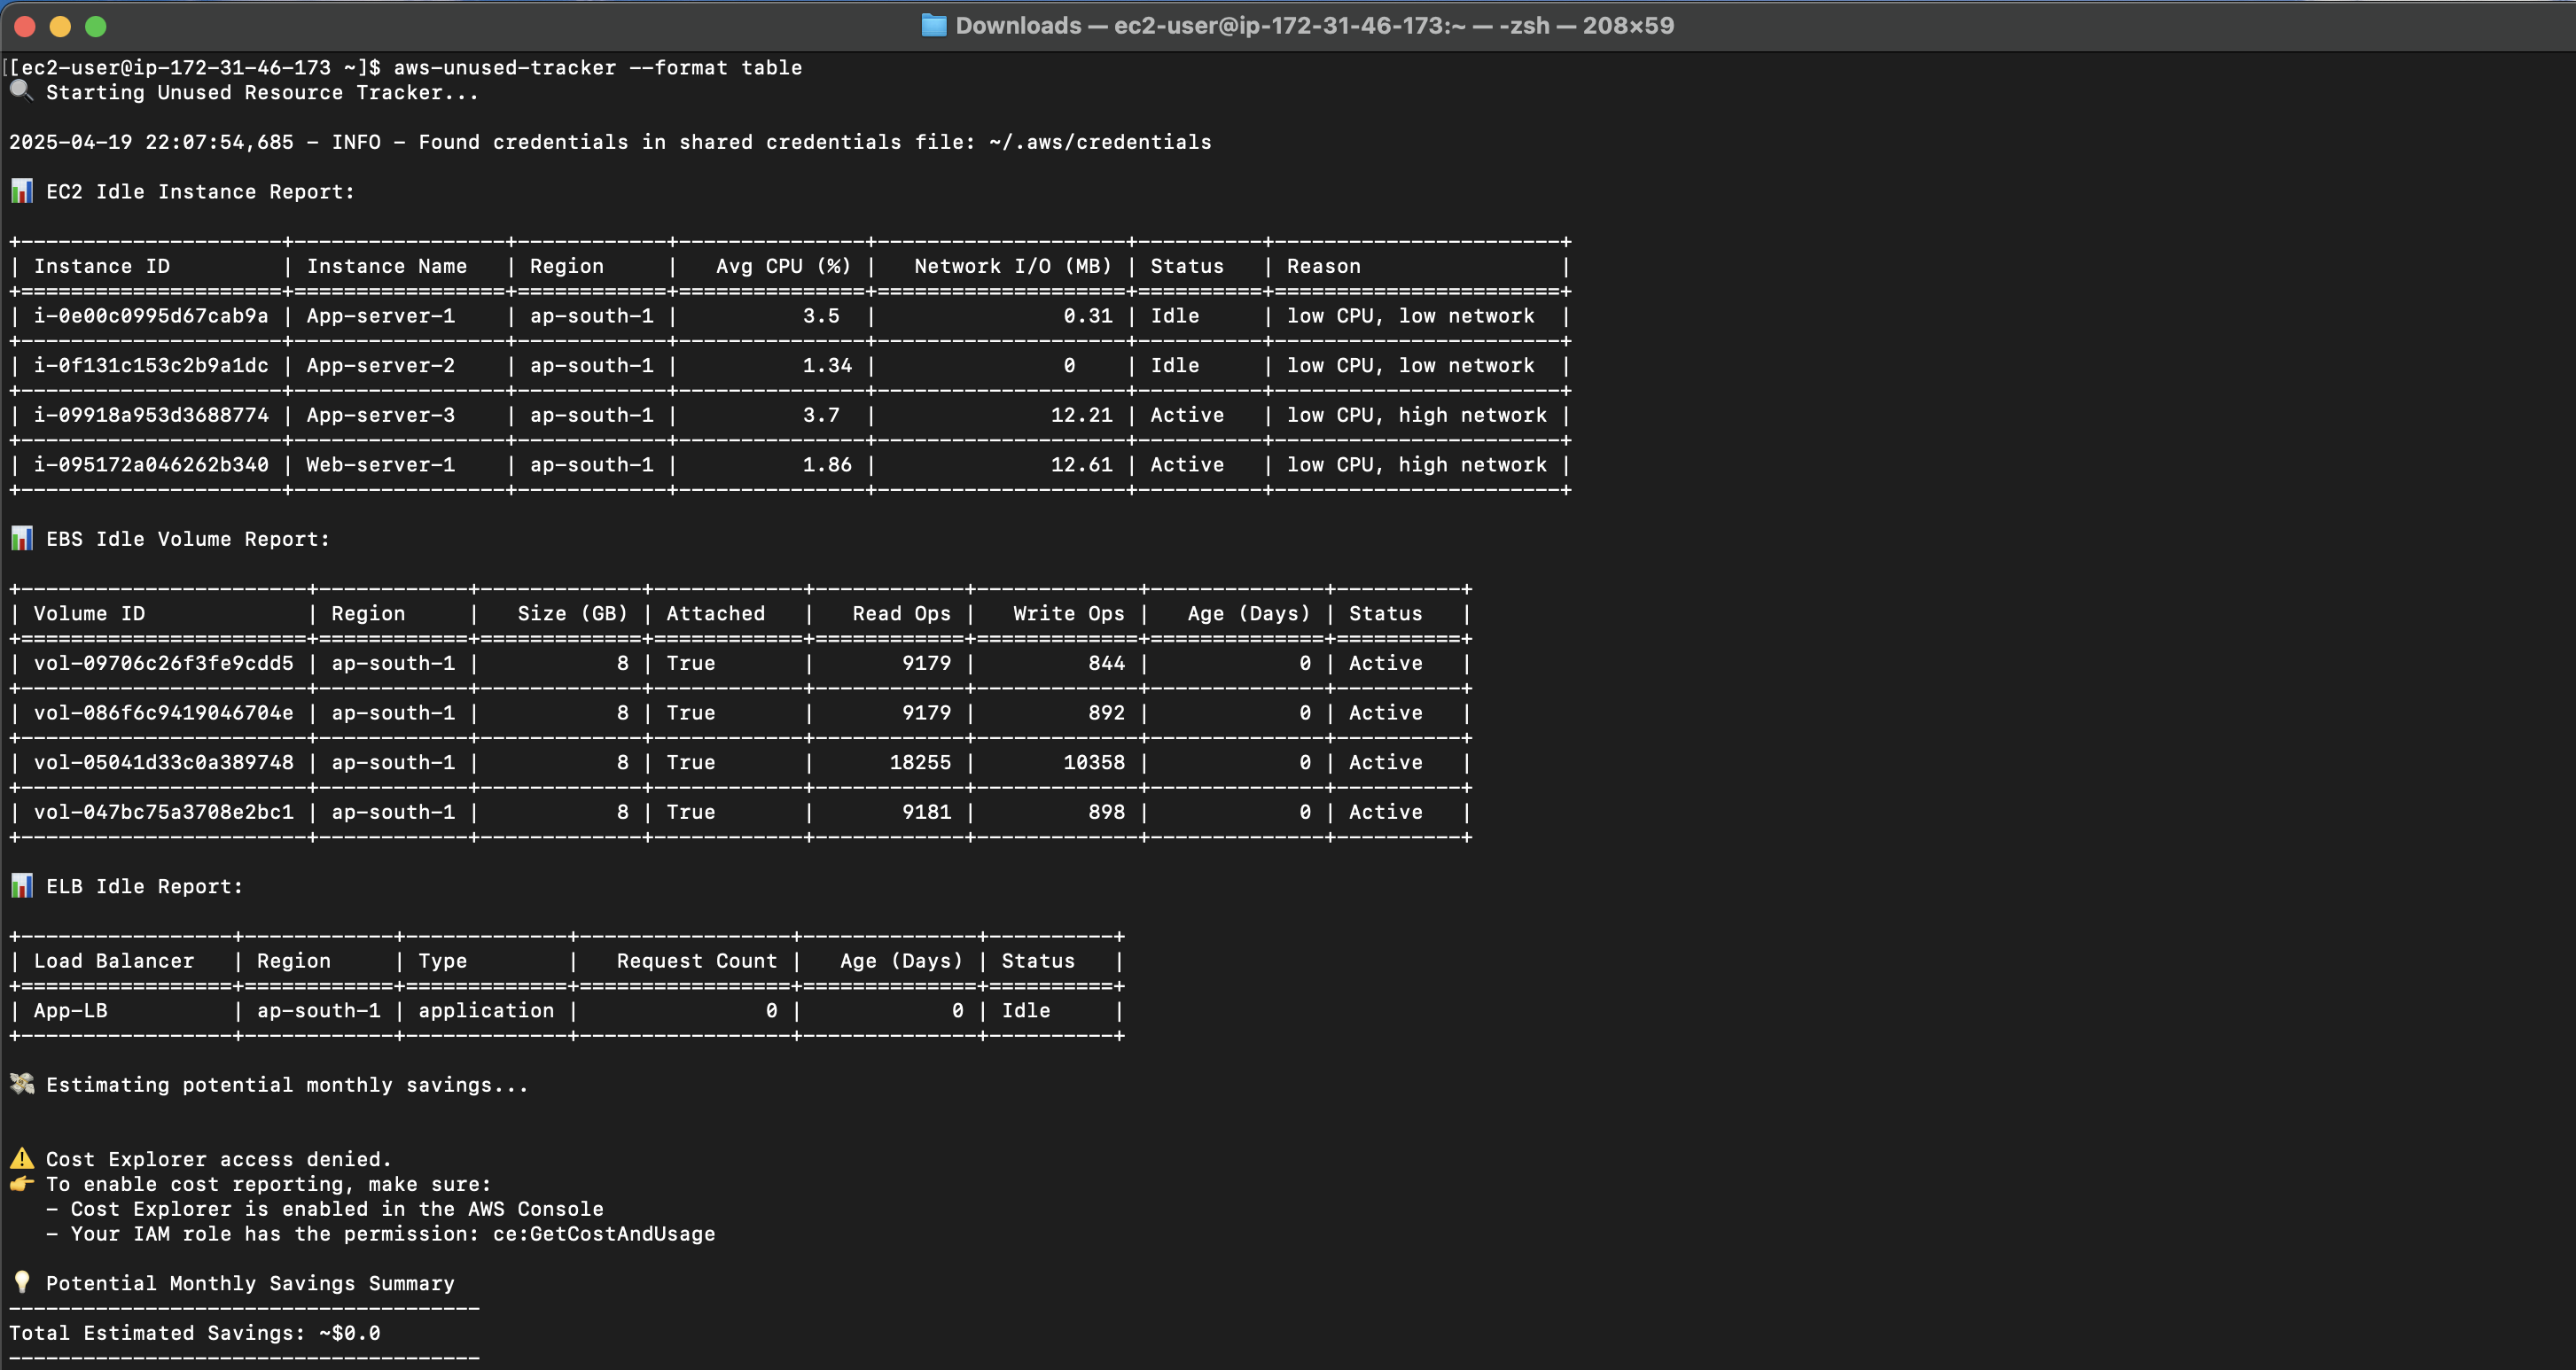 Downloads — ec2-user@ip-172-31-46-173:~ — -zsh — 208×59
[[ec2-user@ip-172-31-46-173 ~]$ aws-unused-tracker --format table
🔍 Starting Unused Resource Tracker...
2025-04-19 22:07:54,685 - INFO - Found credentials in shared credentials file: ~/.aws/credentials
📊 EC2 Idle Instance Report:
+---------------------+-----------------+------------+---------------+--------------------+----------+-----------------------+
| Instance ID         | Instance Name   | Region     |   Avg CPU (%) |   Network I/O (MB) | Status   | Reason                |
+=====================+=================+============+===============+====================+==========+=======================+
| i-0e00c0995d67cab9a | App-server-1    | ap-south-1 |          3.5  |               0.31 | Idle     | low CPU, low network  |
+---------------------+-----------------+------------+---------------+--------------------+----------+-----------------------+
| i-0f131c153c2b9a1dc | App-server-2    | ap-south-1 |          1.34 |               0    | Idle     | low CPU, low network  |
+---------------------+-----------------+------------+---------------+--------------------+----------+-----------------------+
| i-09918a953d3688774 | App-server-3    | ap-south-1 |          3.7  |              12.21 | Active   | low CPU, high network |
+---------------------+-----------------+------------+---------------+--------------------+----------+-----------------------+
| i-095172a046262b340 | Web-server-1    | ap-south-1 |          1.86 |              12.61 | Active   | low CPU, high network |
+---------------------+-----------------+------------+---------------+--------------------+----------+-----------------------+
📊 EBS Idle Volume Report:
+-----------------------+------------+-------------+------------+------------+-------------+--------------+----------+
| Volume ID             | Region     |   Size (GB) | Attached   |   Read Ops |   Write Ops |   Age (Days) | Status   |
+=======================+============+=============+============+============+=============+==============+==========+
| vol-09706c26f3fe9cdd5 | ap-south-1 |           8 | True       |       9179 |         844 |            0 | Active   |
+-----------------------+------------+-------------+------------+------------+-------------+--------------+----------+
| vol-086f6c9419046704e | ap-south-1 |           8 | True       |       9179 |         892 |            0 | Active   |
+-----------------------+------------+-------------+------------+------------+-------------+--------------+----------+
| vol-05041d33c0a389748 | ap-south-1 |           8 | True       |      18255 |       10358 |            0 | Active   |
+-----------------------+------------+-------------+------------+------------+-------------+--------------+----------+
| vol-047bc75a3708e2bc1 | ap-south-1 |           8 | True       |       9181 |         898 |            0 | Active   |
+-----------------------+------------+-------------+------------+------------+-------------+--------------+----------+
📊 ELB Idle Report:
+-----------------+------------+-------------+-----------------+--------------+----------+
| Load Balancer   | Region     | Type        |   Request Count |   Age (Days) | Status   |
+=================+============+=============+=================+==============+==========+
| App-LB          | ap-south-1 | application |               0 |            0 | Idle     |
+-----------------+------------+-------------+-----------------+--------------+----------+
💸 Estimating potential monthly savings...
⚠️ Cost Explorer access denied.
👉 To enable cost reporting, make sure:
   - Cost Explorer is enabled in the AWS Console
   - Your IAM role has the permission: ce:GetCostAndUsage
💡 Potential Monthly Savings Summary
--------------------------------------
Total Estimated Savings: ~$0.0
--------------------------------------